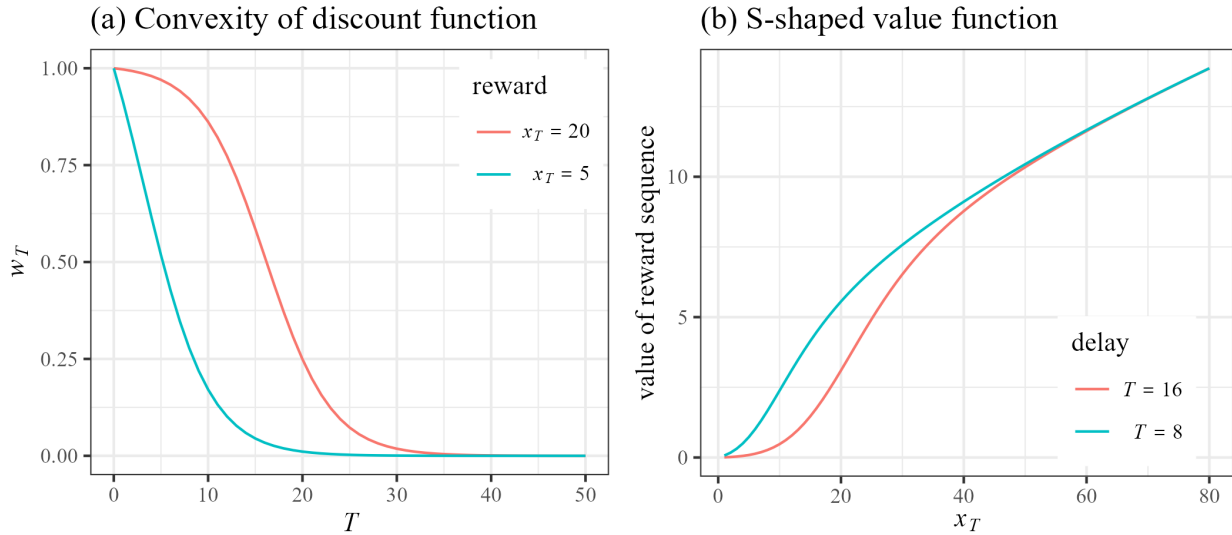 (a) Convexity of discount function
1.00
0.75
0.50
0.25
0.00
w_T
reward
x_T = 20
x_T = 5
0 10 20 30 40 50
T
(b) S-shaped value function
10
5
0
value of reward sequence
delay
T = 16
T = 8
0 20 40 60 80
x_T